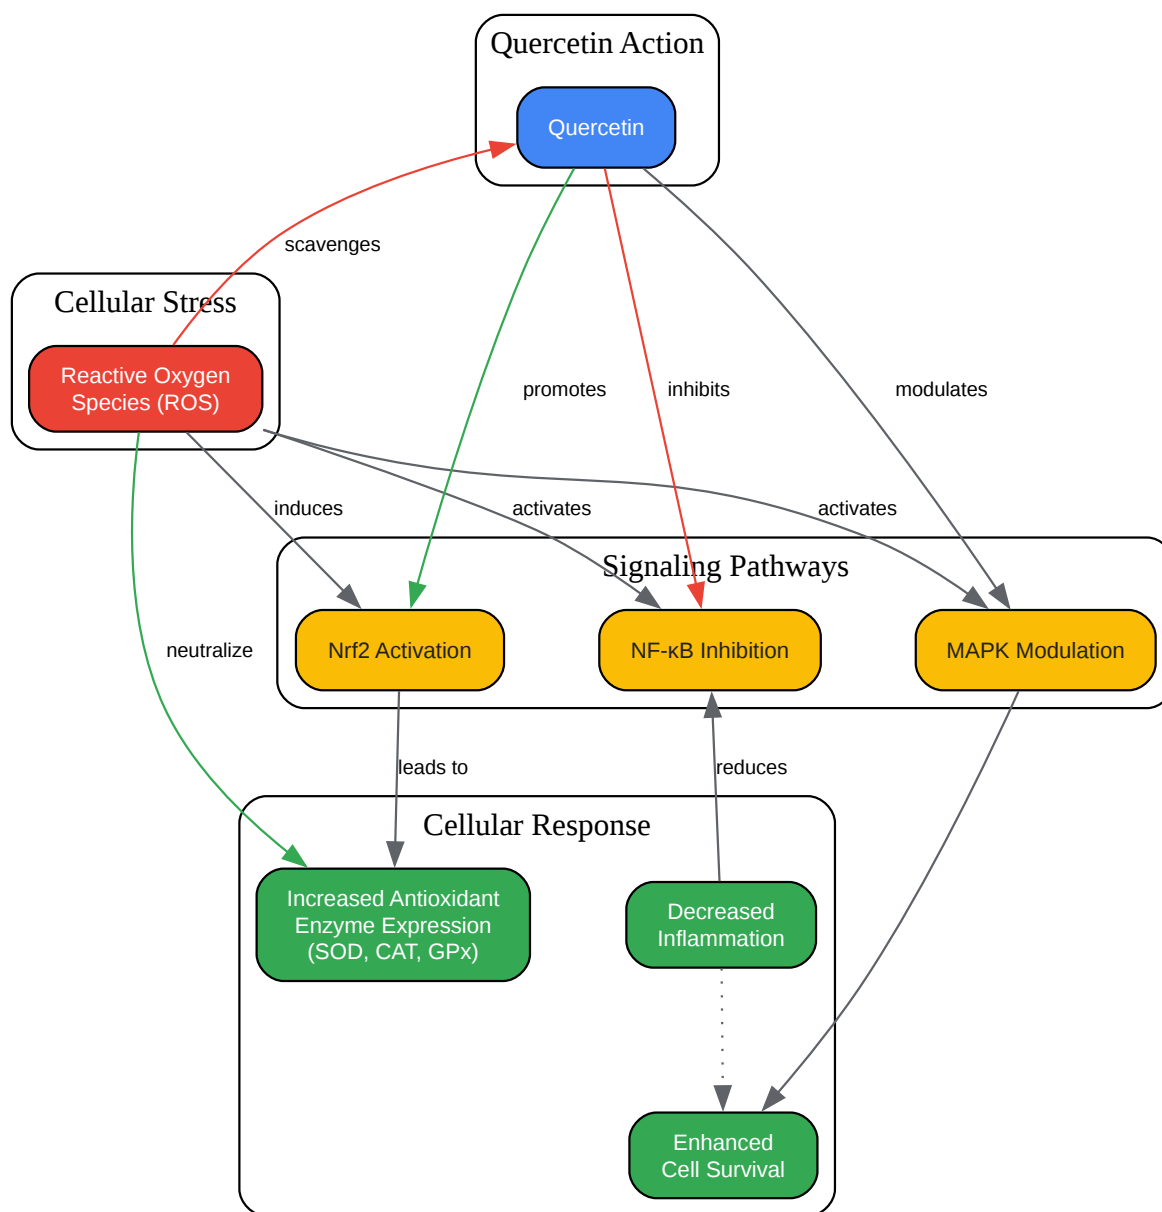 Quercetin Action
Quercetin
scavenges
Cellular Stress
Reactive Oxygen
Species (ROS)
promotes
inhibits
modulates
induces
activates
activates
Signaling Pathways
Nrf2 Activation
NF-κB Inhibition
MAPK Modulation
neutralize
leads to
reduces
Cellular Response
Increased Antioxidant
Enzyme Expression
(SOD, CAT, GPx)
Decreased
Inflammation
Enhanced
Cell Survival